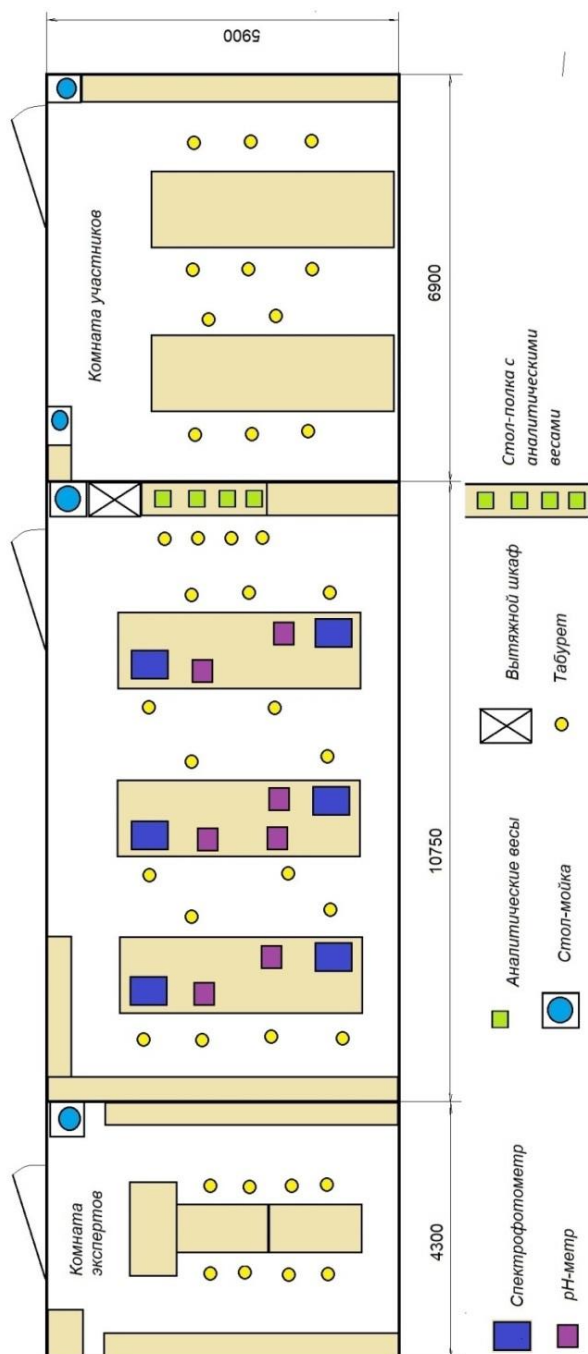 5900
Комната участников
6900
10750
Комната
экспертов
4300
Спектрофотометр
pH-метр
Аналитические весы
Стол-мойка
Вытяжной шкаф
Табурет
Стол-полка с
аналитическими
весами